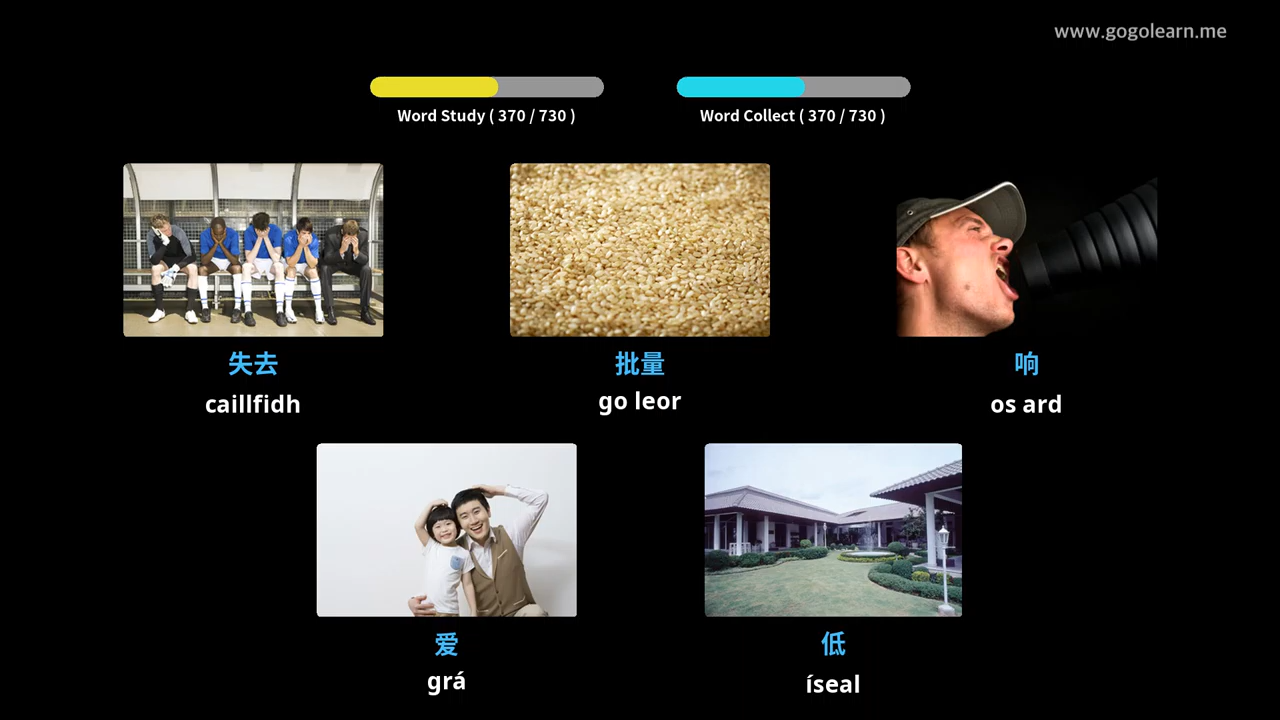 www.gogolearn.me
Word Study ( 370 / 730 )
Word Collect ( 370 / 730 )
失去
批量
响
caillfidh
go leor
os ard
爱
低
grá
íseal